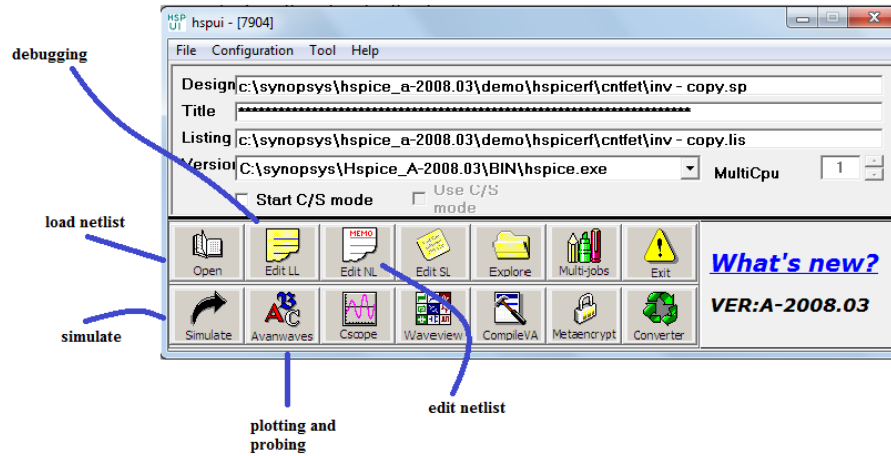 HSP UI hspui - [7904]
File Configuration Tool Help
debugging
Design c:\synopsys\hspice_a-2008.03\demo\hspicerf\cntfet\inv - copy.sp
Title ******************************************************************
Listing c:\synopsys\hspice_a-2008.03\demo\hspicerf\cntfet\inv - copy.lis
Version C:\synopsys\Hspice_A-2008.03\BIN\hspice.exe MultiCpu 1
Start C/S mode Use C/S mode
load netlist
Open Edit LL MEMO Edit NL Edit SL Explore Multi-jobs Exit
What's new?
VER:A-2008.03
simulate
Simulate Avanwaves Cscope Waveview CompileVA Metaencrypt Converter
edit netlist
plotting and
probing